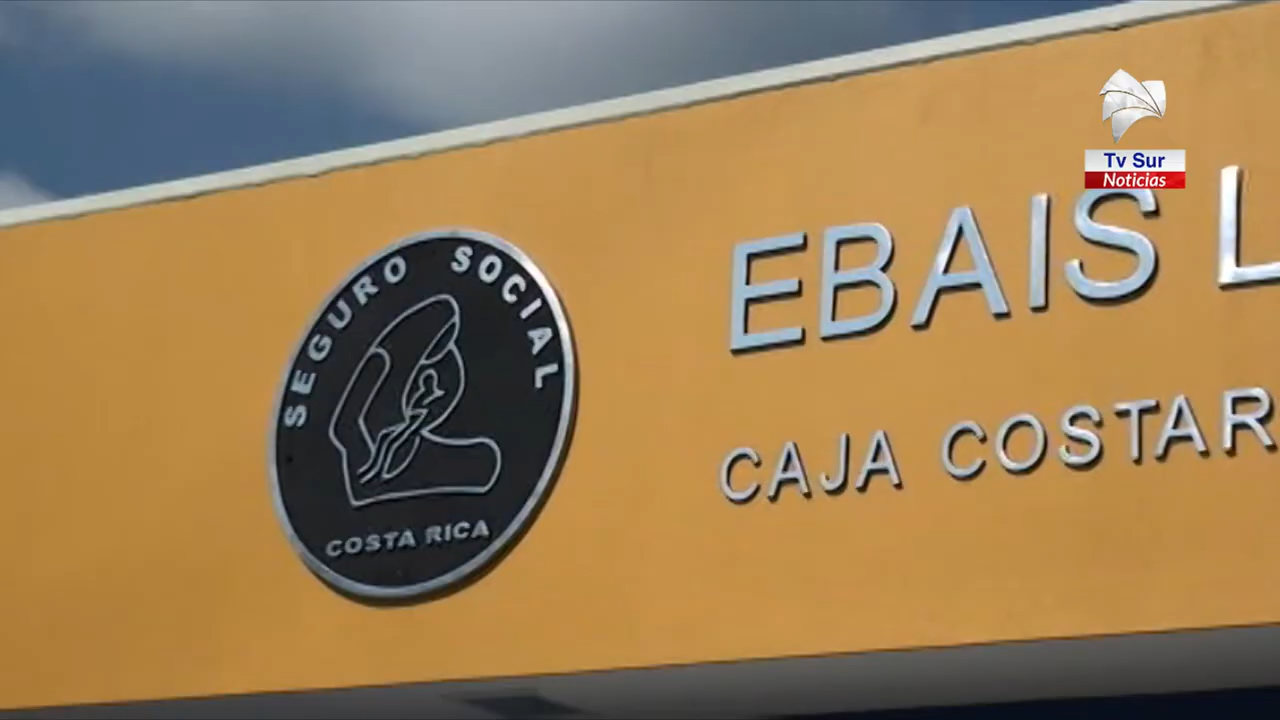 Tv Sur
Noticias
SEGURO SOCIAL
COSTA RICA
EBAIS L
CAJA COSTAR